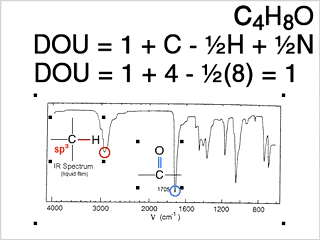 C₄H₈O
DOU = 1 + C - ½H + ½N
DOU = 1 + 4 - ½(8) = 1
C H
sp³
O
C
IR Spectrum
(liquid film)
1705
4000 3000 2000 1600 1200 800
V (cm⁻¹)